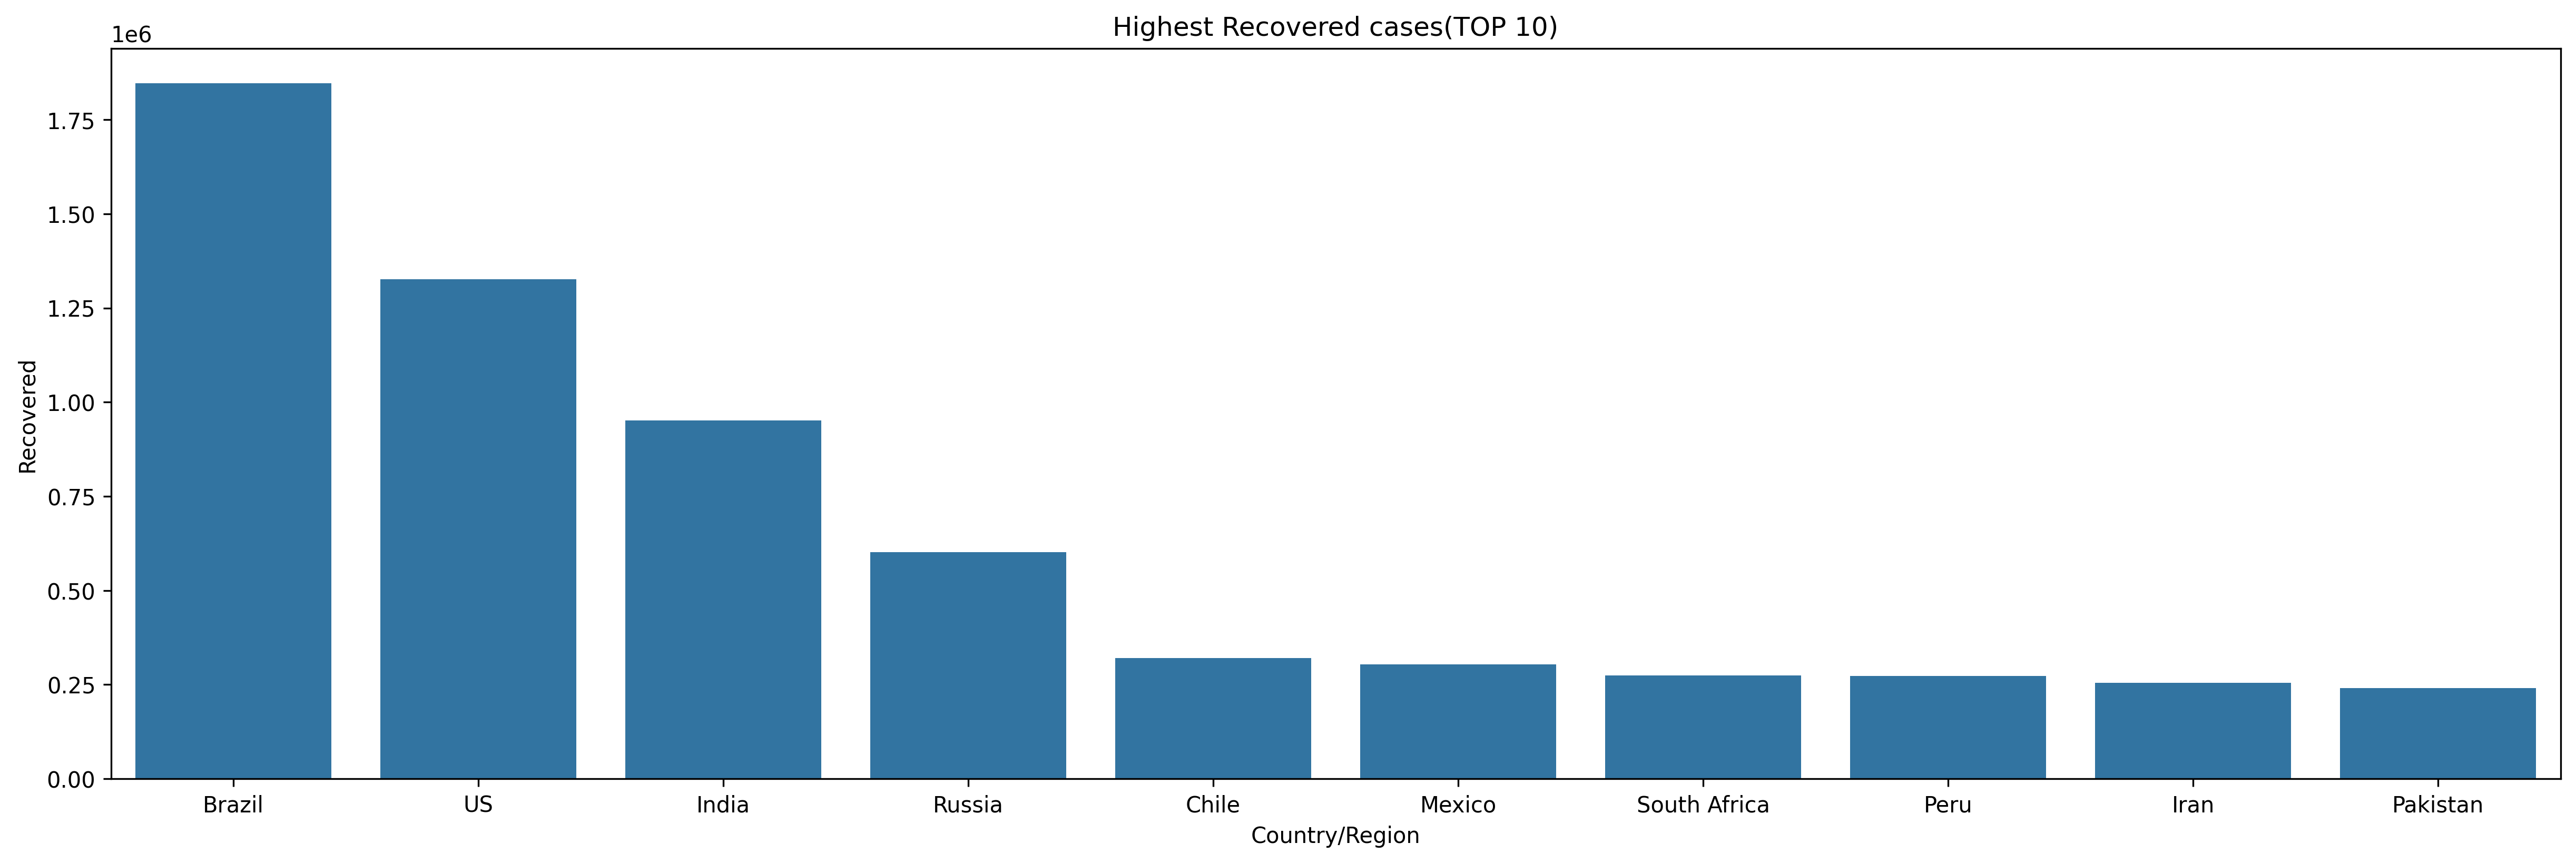 Highest Recovered cases(TOP 10)
1e6
1.75
1.50
1.25
1.00
0.75
0.50
0.25
0.00
Recovered
Brazil US India Russia Chile Mexico South Africa Peru Iran Pakistan
Country/Region